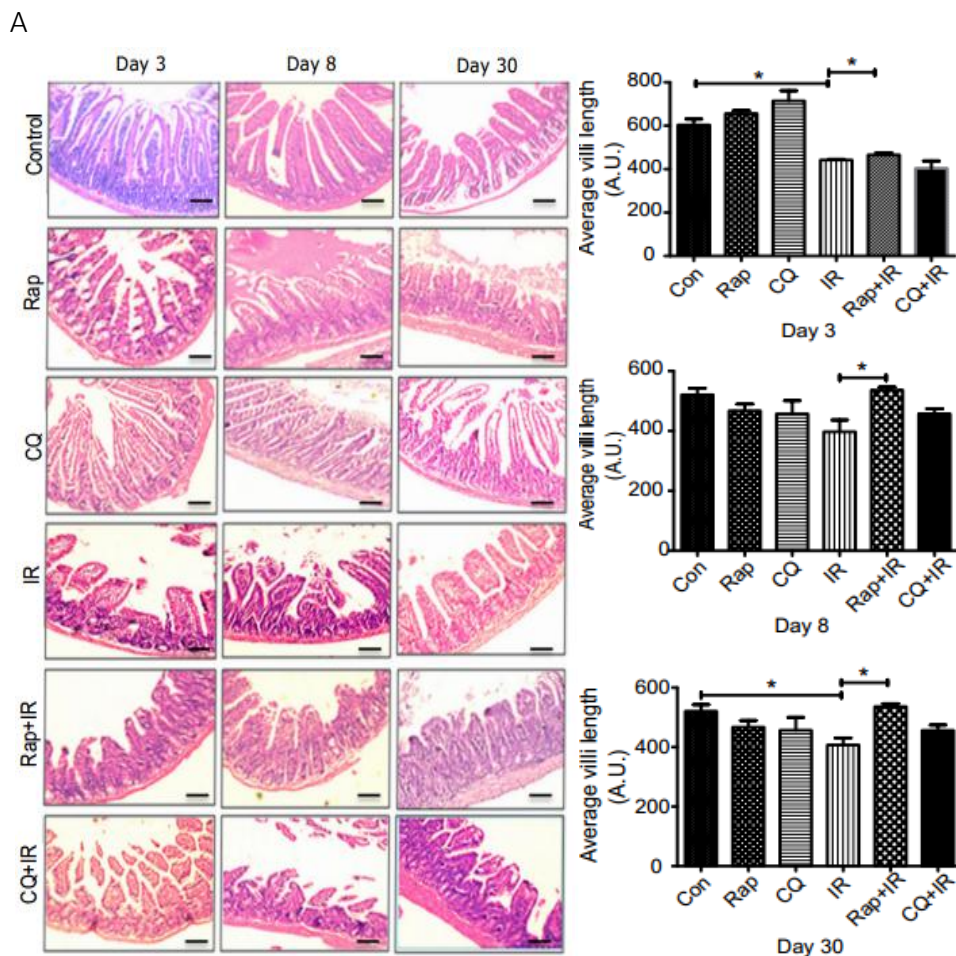 A
Day 3 Day 8 Day 30
Control
Rap
CQ
IR
Rap+IR
CQ+IR
Average villi length
(A.U.)
800
600
400
200
0
* *
Con Rap CQ IR Rap+IR CQ+IR
Day 3
Average villi length
(A.U.)
600
400
200
0
*
Con Rap CQ IR Rap+IR CQ+IR
Day 8
Average villi length
(A.U.)
600
400
200
0
* *
Con Rap CQ IR Rap+IR CQ+IR
Day 30